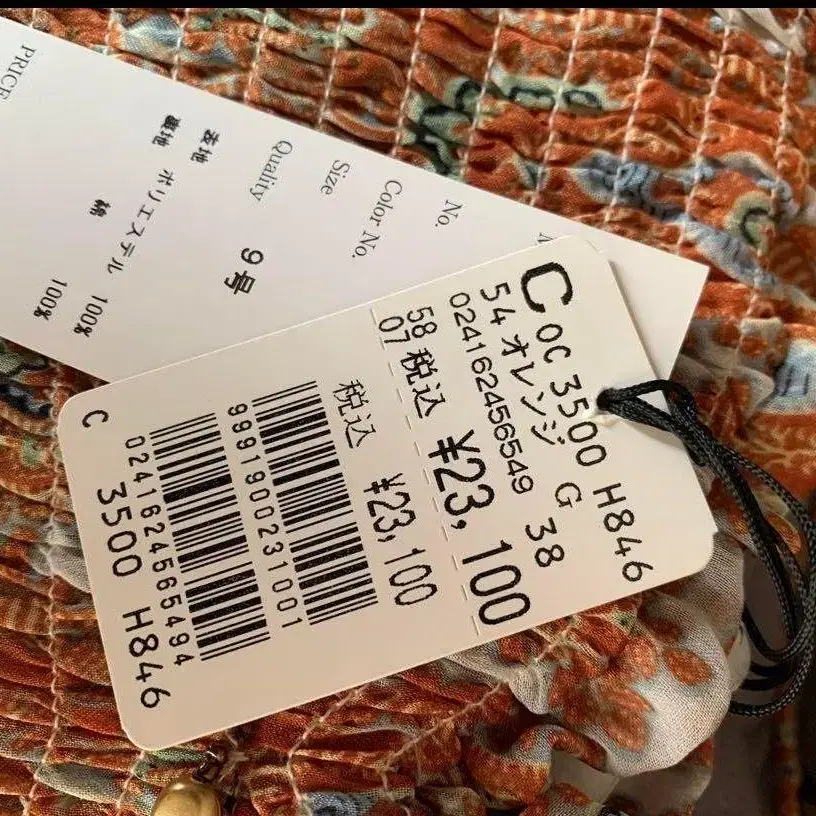 PRICE
No.
Color No.
Size 9号
Quality
表地 ポリエステル 100%
裏地 綿 100%
C OC 3500 H846
54 オレンジ G 38
024162456549
58
07 税込 ¥23,100
税込 ¥23,100
9991900231001
0241624565494
C 3500 H846